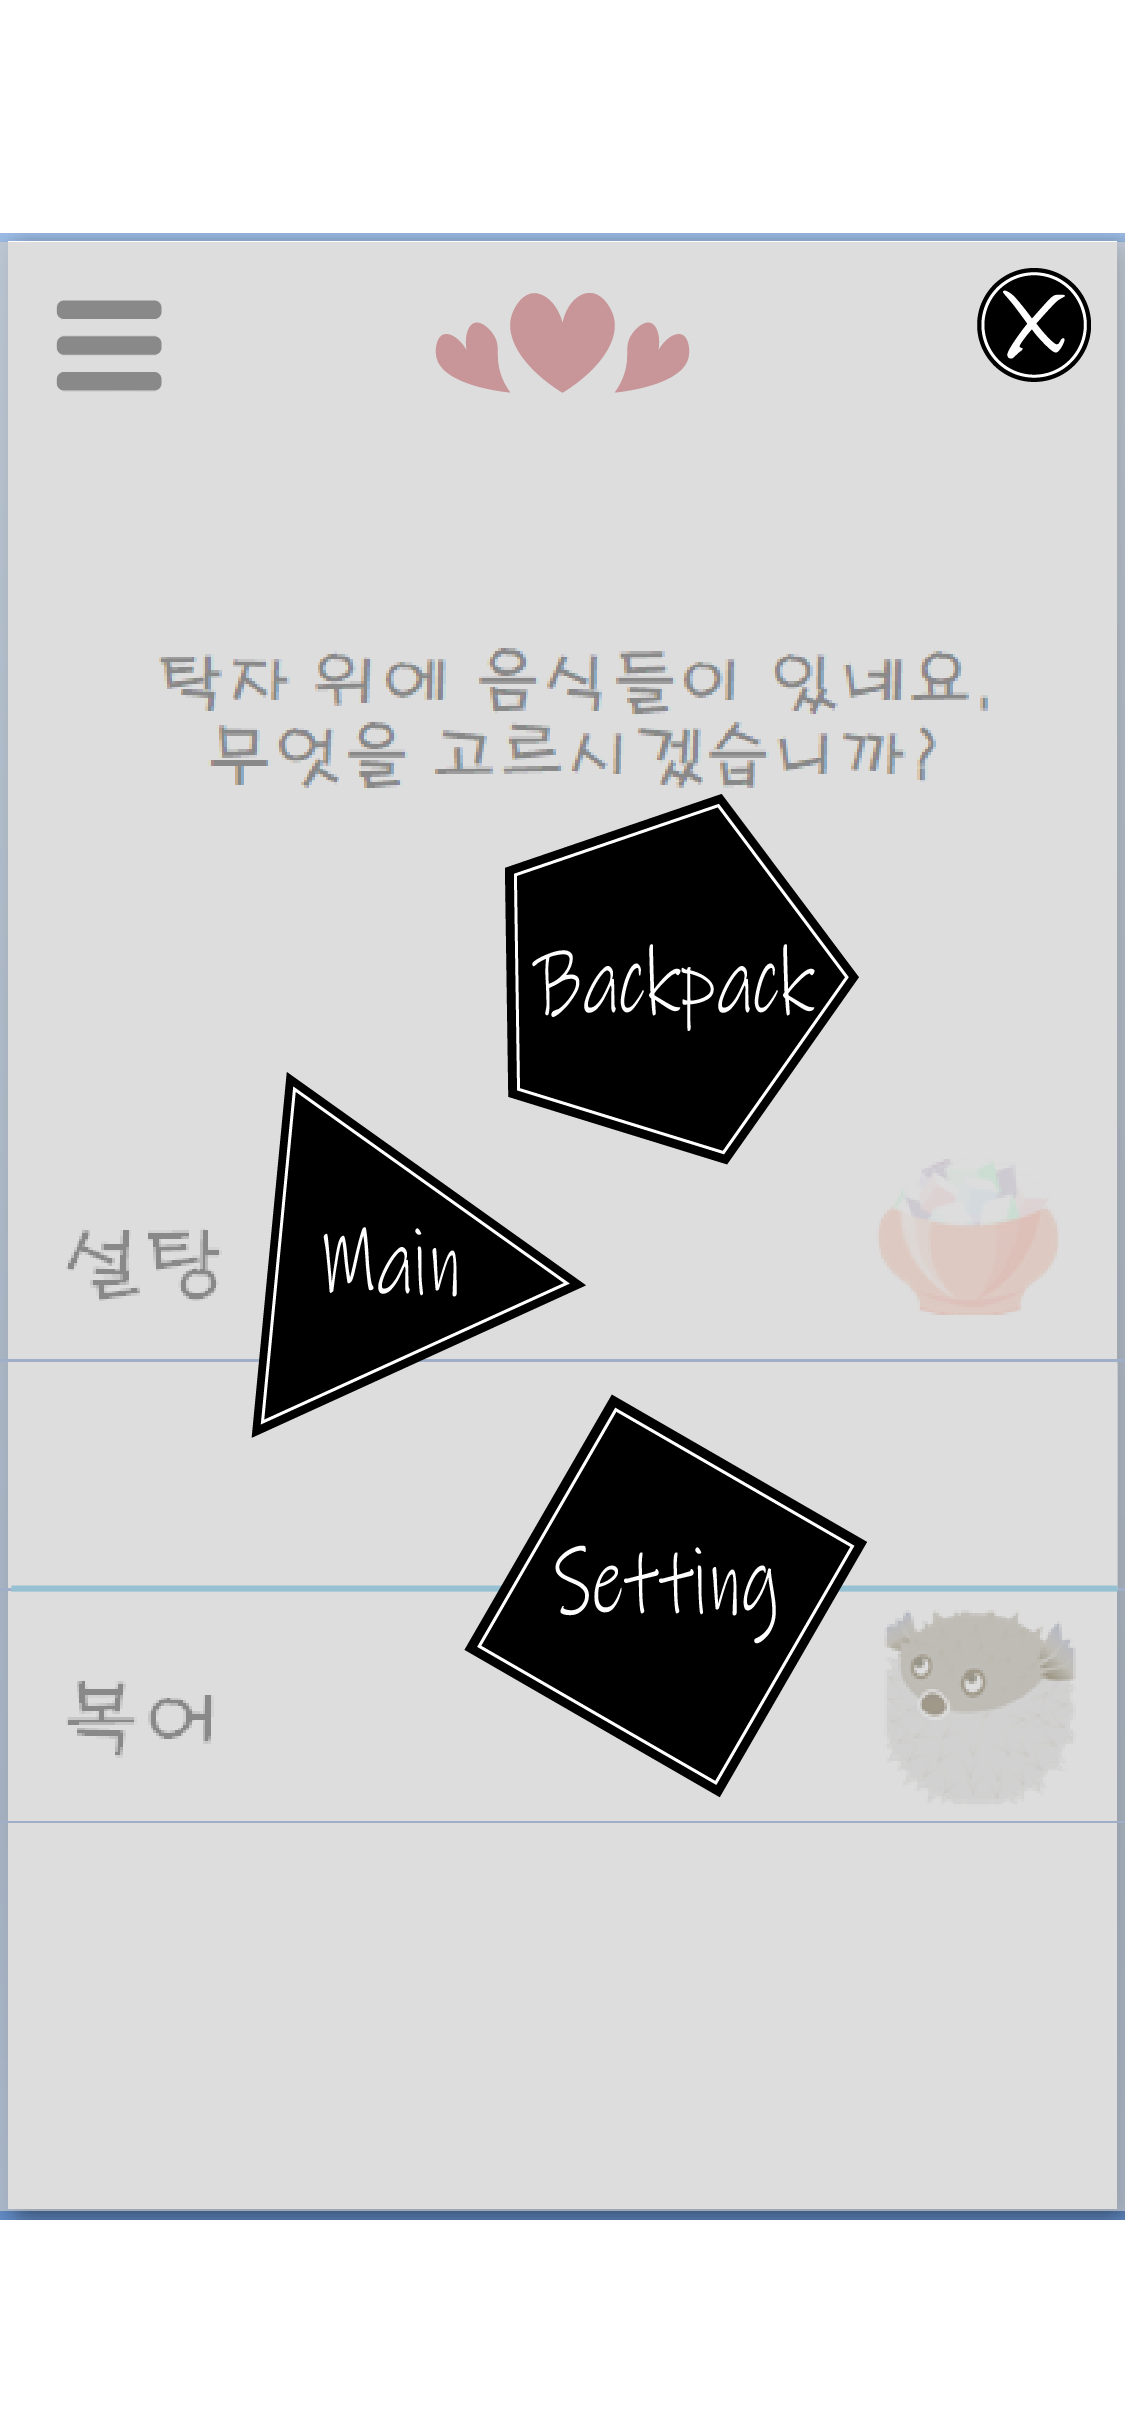 X
탁자 위에 음식들이 있네요.
무엇을 고르시겠습니까?
Backpack
설탕
Main
Setting
복어